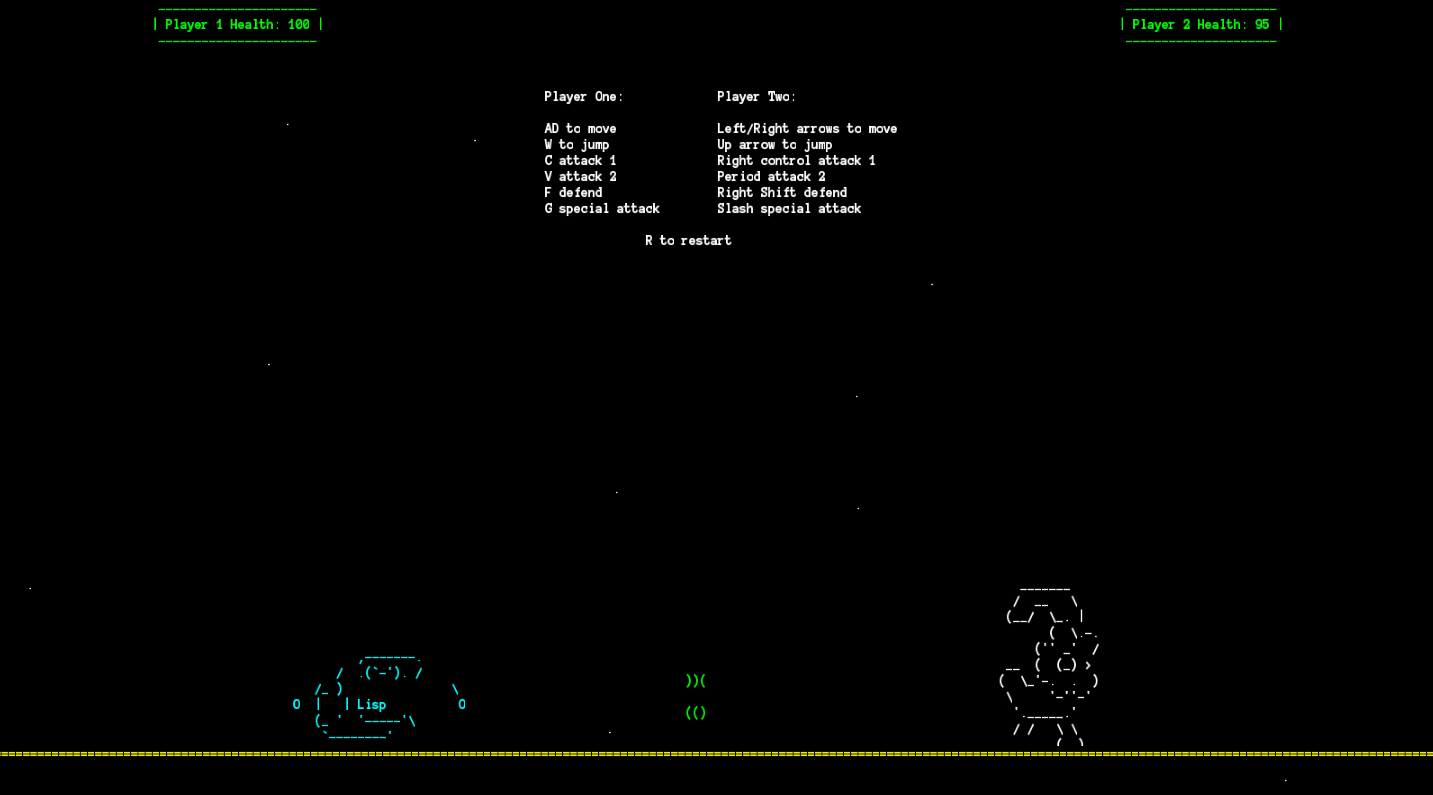 | Player 1 Health: 100 |
| Player 2 Health: 95 |
Player One:
AD to move
W to jump
C attack 1
V attack 2
F defend
G special attack
Player Two:
Left/Right arrows to move
Up arrow to jump
Right control attack 1
Period attack 2
Right Shift defend
Slash special attack
R to restart
Lisp
))(
(()